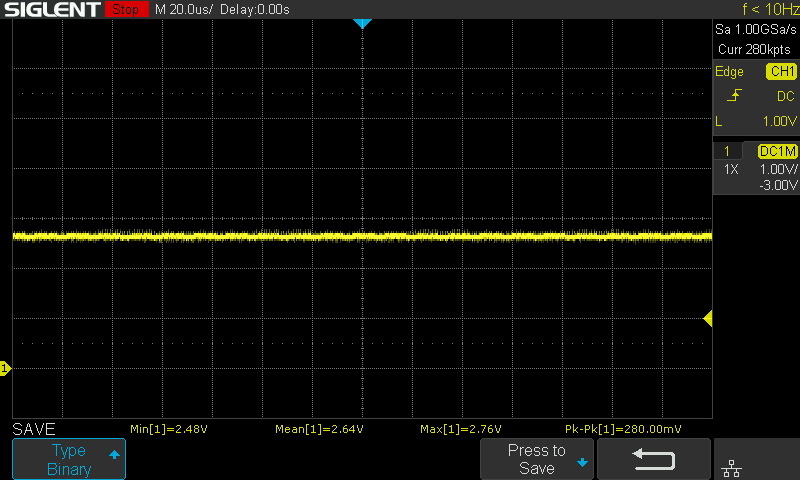 SIGLENT Stop M 20.0us/ Delay:0.00s f < 10Hz
Sa 1.00GSa/s
Curr 280kpts
Edge CH1
DC
L 1.00V
1 DC1M
1X 1.00V/
-3.00V
1
SAVE Min[1]=2.48V Mean[1]=2.64V Max[1]=2.76V Pk-Pk[1]=280.00mV
Type
Binary
Press to
Save